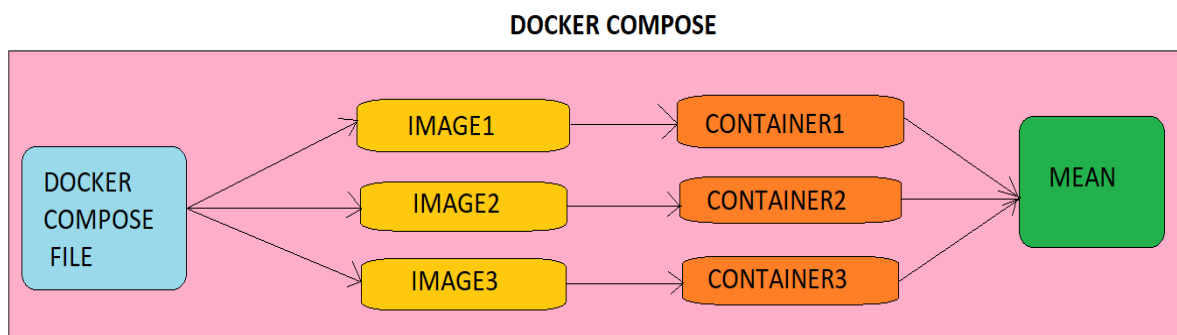 DOCKER COMPOSE
DOCKER
COMPOSE
FILE
IMAGE1
IMAGE2
IMAGE3
CONTAINER1
CONTAINER2
CONTAINER3
MEAN